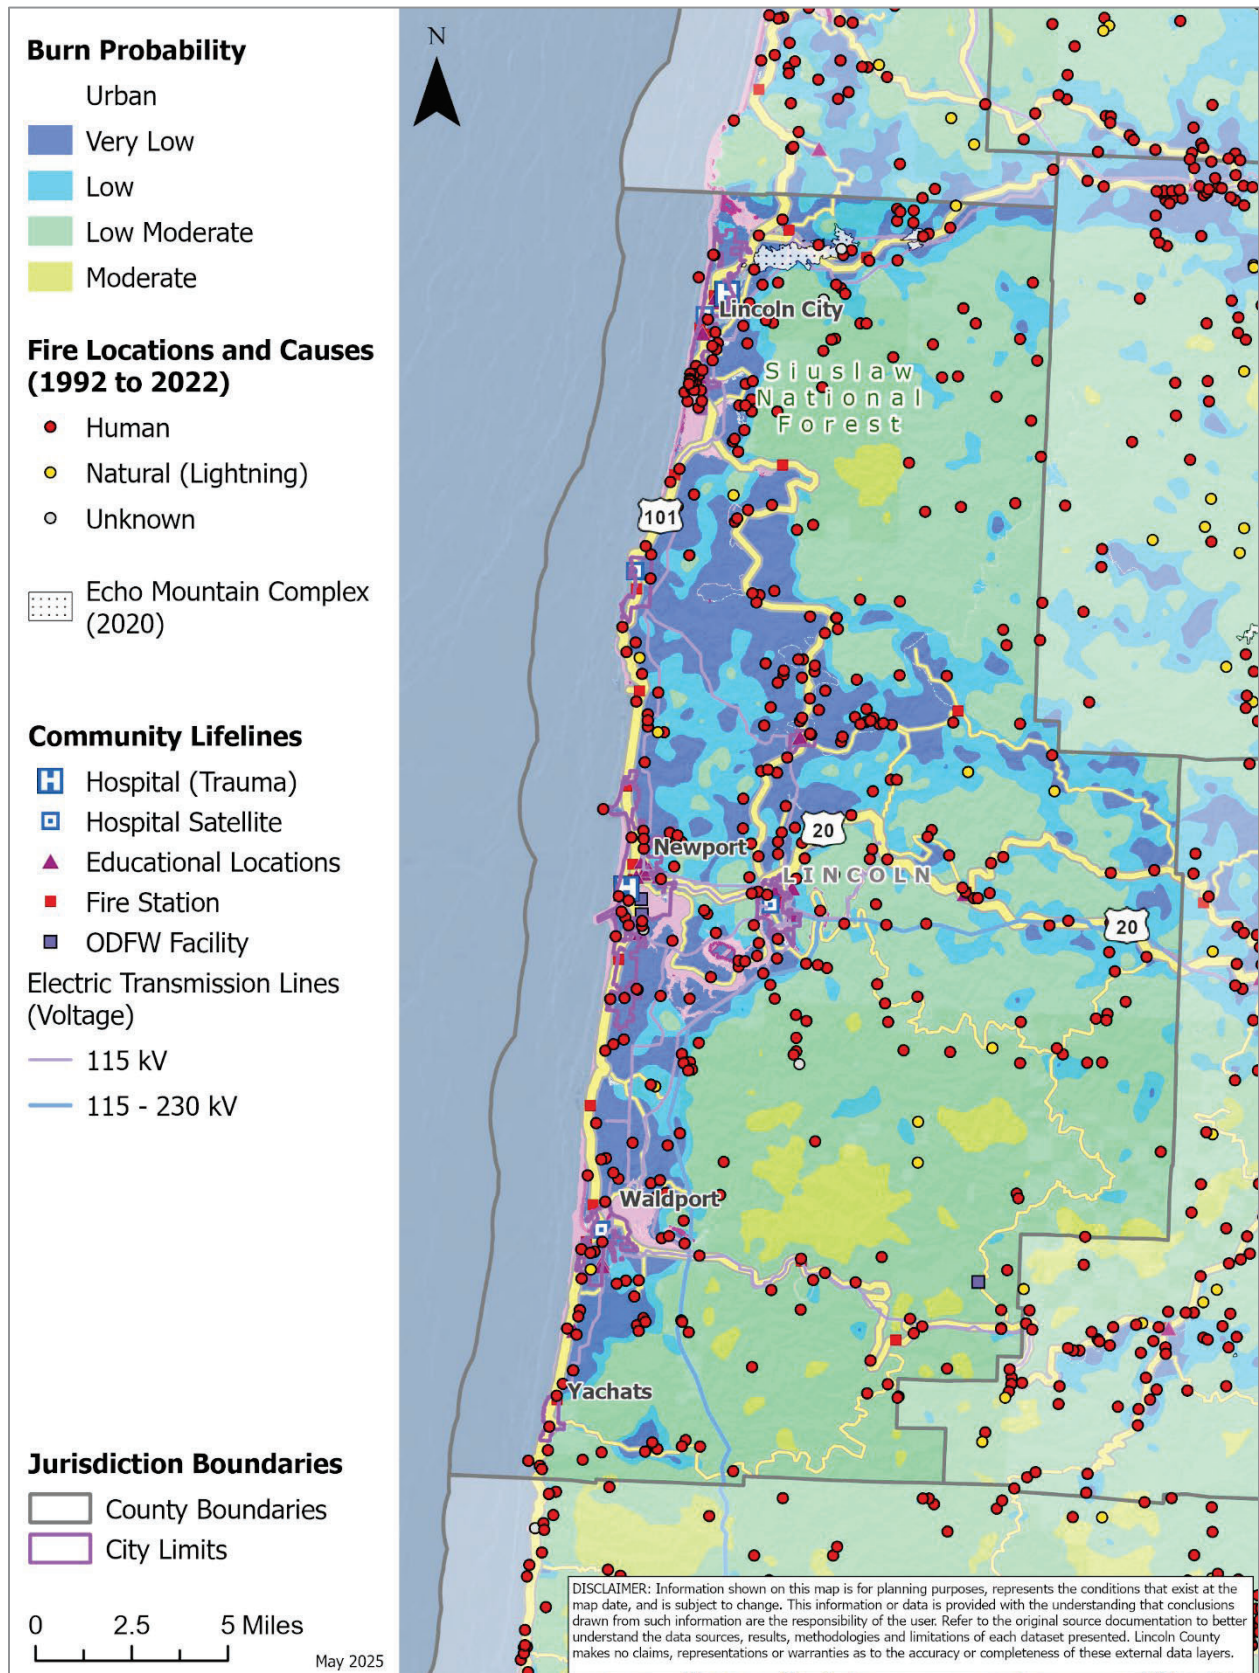 Burn Probability
Urban
Very Low
Low
Low Moderate
Moderate
Fire Locations and Causes
(1992 to 2022)
Human
Natural (Lightning)
Unknown
Echo Mountain Complex
(2020)
Community Lifelines
H Hospital (Trauma)
Hospital Satellite
Educational Locations
Fire Station
ODFW Facility
Electric Transmission Lines
(Voltage)
115 kV
115 - 230 kV
Jurisdiction Boundaries
County Boundaries
City Limits
0 2.5 5 Miles
May 2025
N
H
Lincoln City
Siuslaw
National
Forest
101
20
Newport
LINCOLN
H
20
Waldport
Yachats
DISCLAIMER: Information shown on this map is for planning purposes, represents the conditions that exist at the
map date, and is subject to change. This information or data is provided with the understanding that conclusions
drawn from such information are the responsibility of the user. Refer to the original source documentation to better
understand the data sources, results, methodologies and limitations of each dataset presented. Lincoln County
makes no claims, representations or warranties as to the accuracy or completeness of these external data layers.